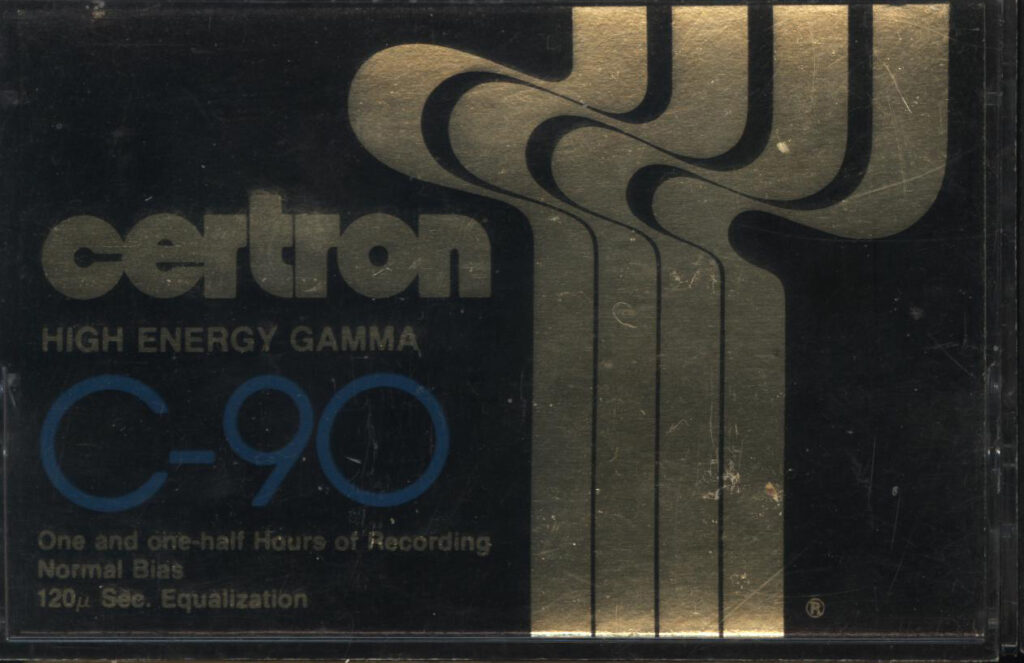 certron
HIGH ENERGY GAMMA
C-90
One and one-half Hours of Recording
Normal Bias
120μ Sec. Equalization
®